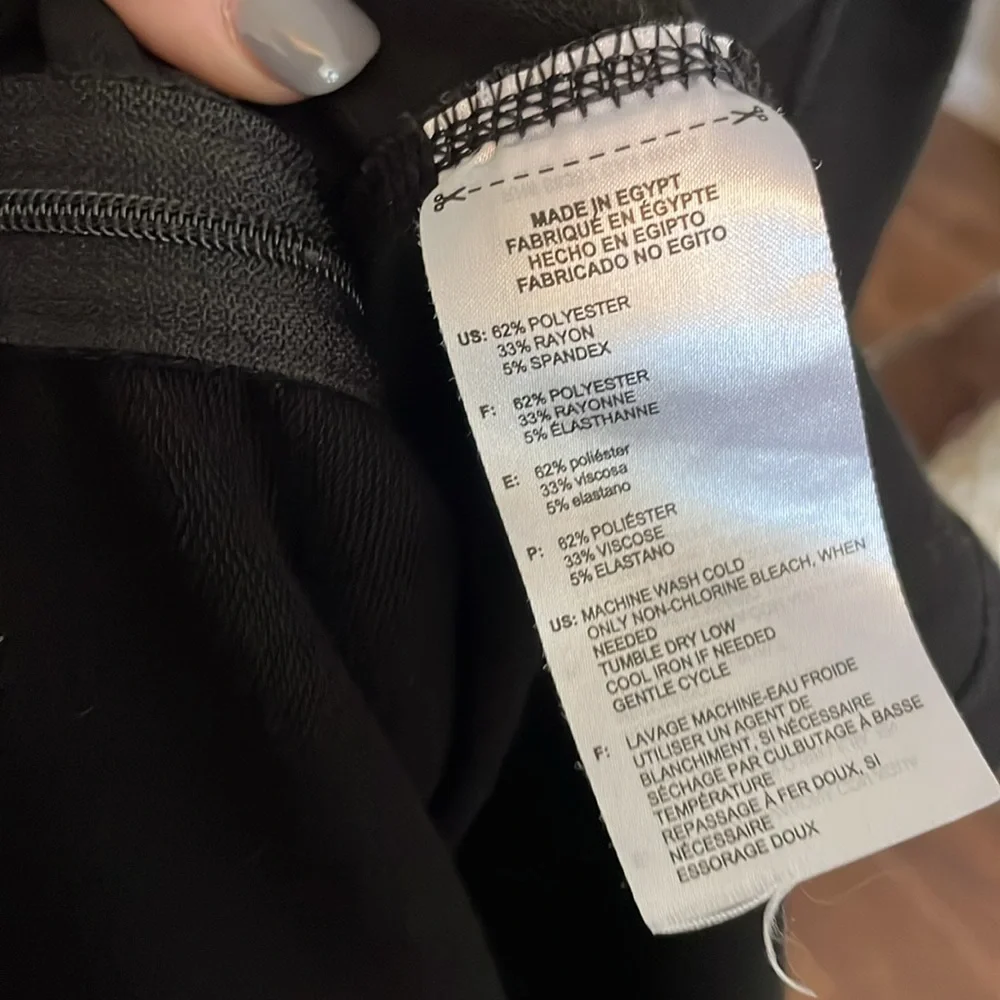 MADE IN EGYPT
FABRIQUÉ EN ÉGYPTE
HECHO EN EGIPTO
FABRICADO NO EGITO
US: 62% POLYESTER
33% RAYON
5% SPANDEX
F: 62% POLYESTER
33% RAYONNE
5% ÉLASTHANNE
E: 62% poliéster
33% viscosa
5% elastano
P: 62% POLIÉSTER
33% VISCOSE
5% ELASTANO
US: MACHINE WASH COLD
ONLY NON-CHLORINE BLEACH, WHEN
NEEDED
TUMBLE DRY LOW
COOL IRON IF NEEDED
GENTLE CYCLE
F: LAVAGE MACHINE-EAU FROIDE
UTILISER UN AGENT DE
BLANCHIMENT, SI NÉCESSAIRE
SÉCHAGE PAR CULBUTAGE À BASSE
TEMPÉRATURE
REPASSAGE À FER DOUX, SI
NÉCESSAIRE
ESSORAGE DOUX